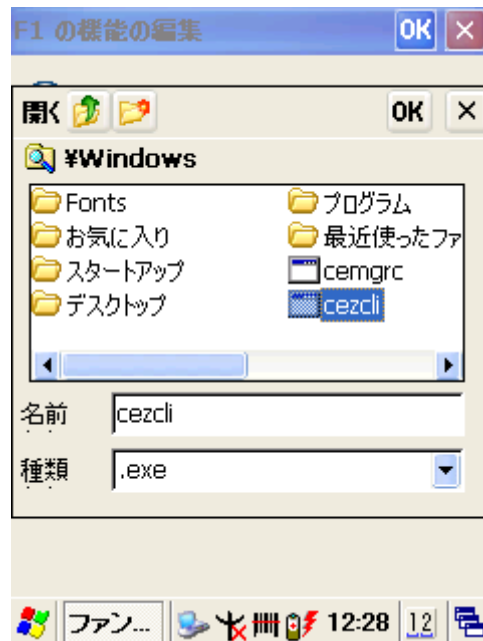 F1 の機能の編集 OK
開く OK
¥Windows
Fonts
お気に入り
スタートアップ
デスクトップ
プログラム
最近使ったファ
cemgrc
cezcli
名前 cezcli
種類 .exe
ファン... 12:28 12